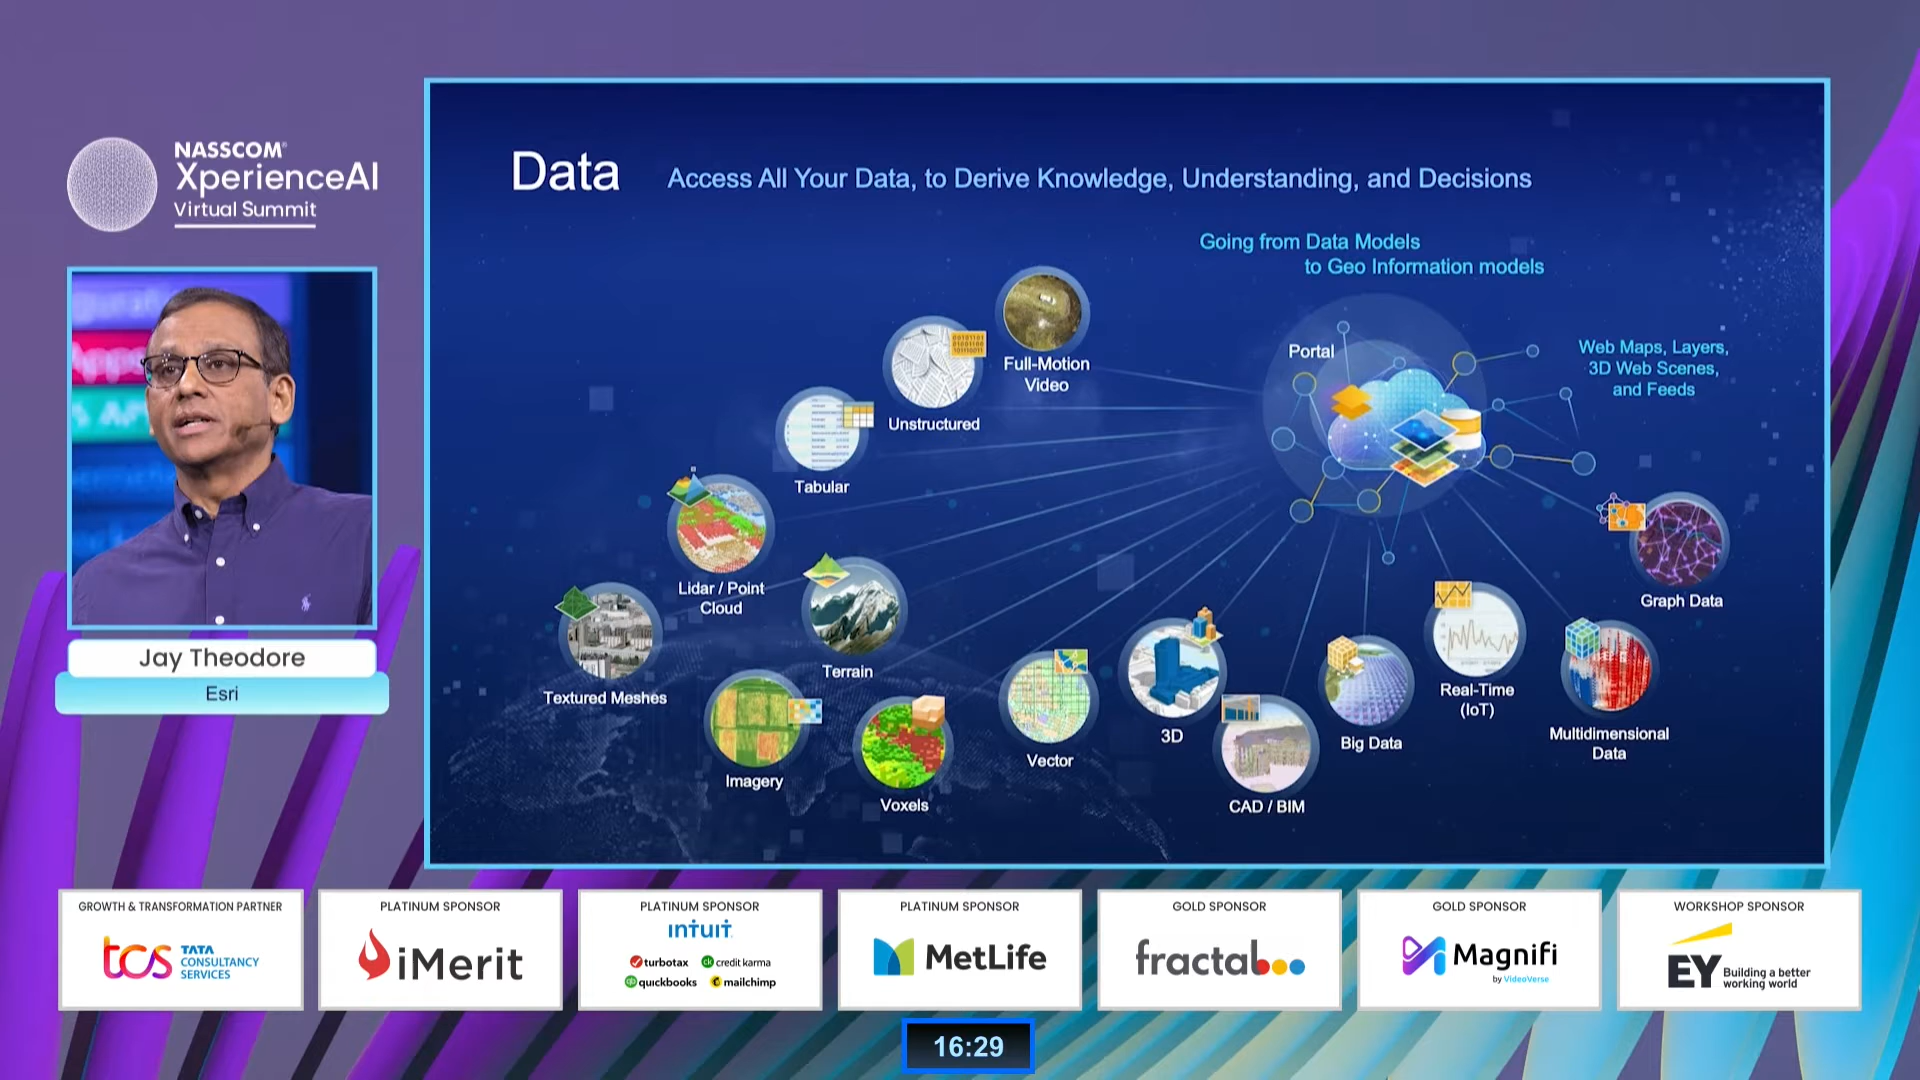 NASSCOM®
XperienceAI
Virtual Summit
Jay Theodore
Esri
Data
Access All Your Data, to Derive Knowledge, Understanding, and Decisions
Going from Data Models
to Geo Information models
Portal
Web Maps, Layers,
3D Web Scenes,
and Feeds
Full-Motion
Video
Unstructured
Tabular
Lidar / Point
Cloud
Terrain
Textured Meshes
Imagery
Voxels
Vector
3D
CAD / BIM
Big Data
Real-Time
(IoT)
Multidimensional
Data
Graph Data
GROWTH & TRANSFORMATION PARTNER
tcs
TATA
CONSULTANCY
SERVICES
PLATINUM SPONSOR
iMerit
PLATINUM SPONSOR
INTUIT
turbotax
ck credit karma
qb quickbooks
mailchimp
PLATINUM SPONSOR
MetLife
GOLD SPONSOR
fractal
GOLD SPONSOR
Magnifi
by VideoVerse
WORKSHOP SPONSOR
EY
Building a better
working world
16:29